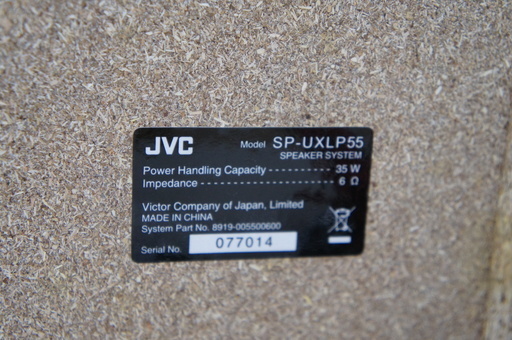 JVC Model SP-UXLP55
SPEAKER SYSTEM
Power Handling Capacity ----------- 35 W
Impedance ----------------------- 6 Ω
Victor Company of Japan, Limited
MADE IN CHINA
System Part No. 8919-005500600
Serial No. 077014